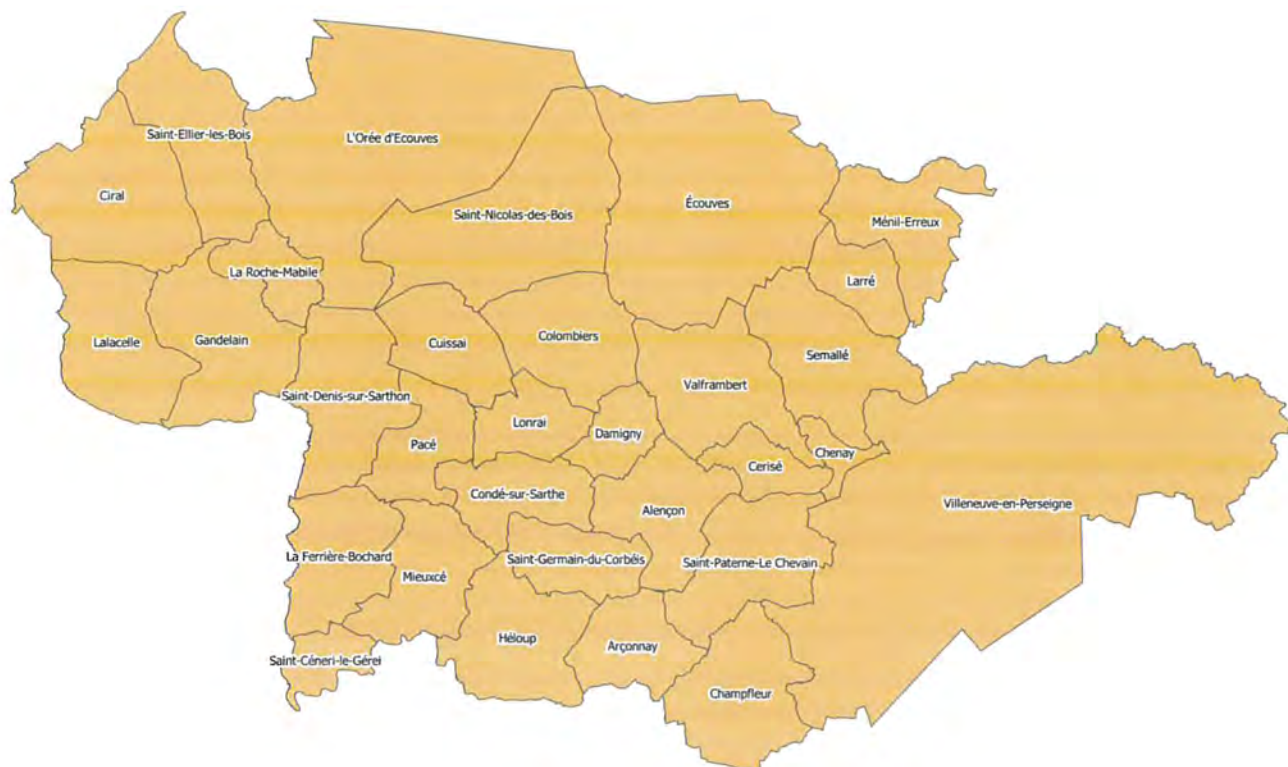 Saint-Ellier-les-Bois
L'Orée d'Ecouves
Ciral
Écouves
Saint-Nicolas-des-Bois
Ménil-Erreux
La Roche-Mabile
Larré
Lalacelle
Gandelain
Cuissai
Colombiers
Semallé
Valframbert
Saint-Denis-sur-Sarthon
Lonrai
Damigny
Pacé
Chenay
Cerisé
Condé-sur-Sarthe
Villeneuve-en-Perseigne
Alençon
La Ferrière-Bochard
Saint-Germain-du-Corbéis
Saint-Paterne-Le Chevain
Mieuxcé
Héloup
Arçonnay
Saint-Céneri-le-Gérei
Champfleur